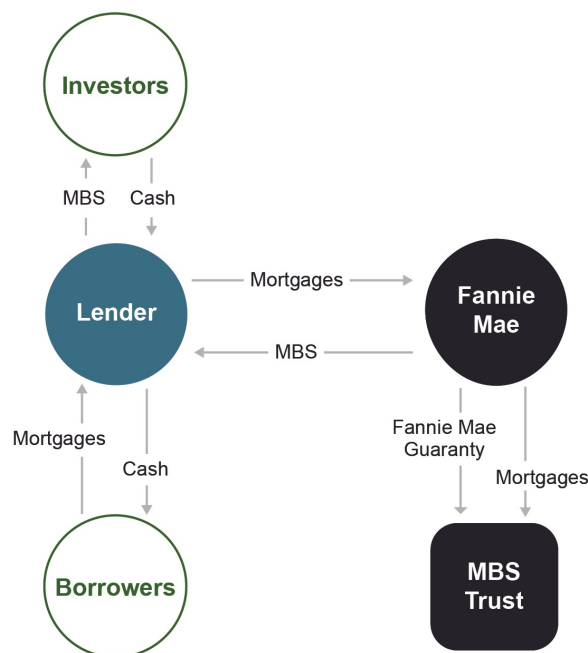 Investors
MBS
Cash
Lender
Mortgages
Fannie
Mae
MBS
Mortgages
Cash
Fannie Mae
Guaranty
Mortgages
Borrowers
MBS
Trust